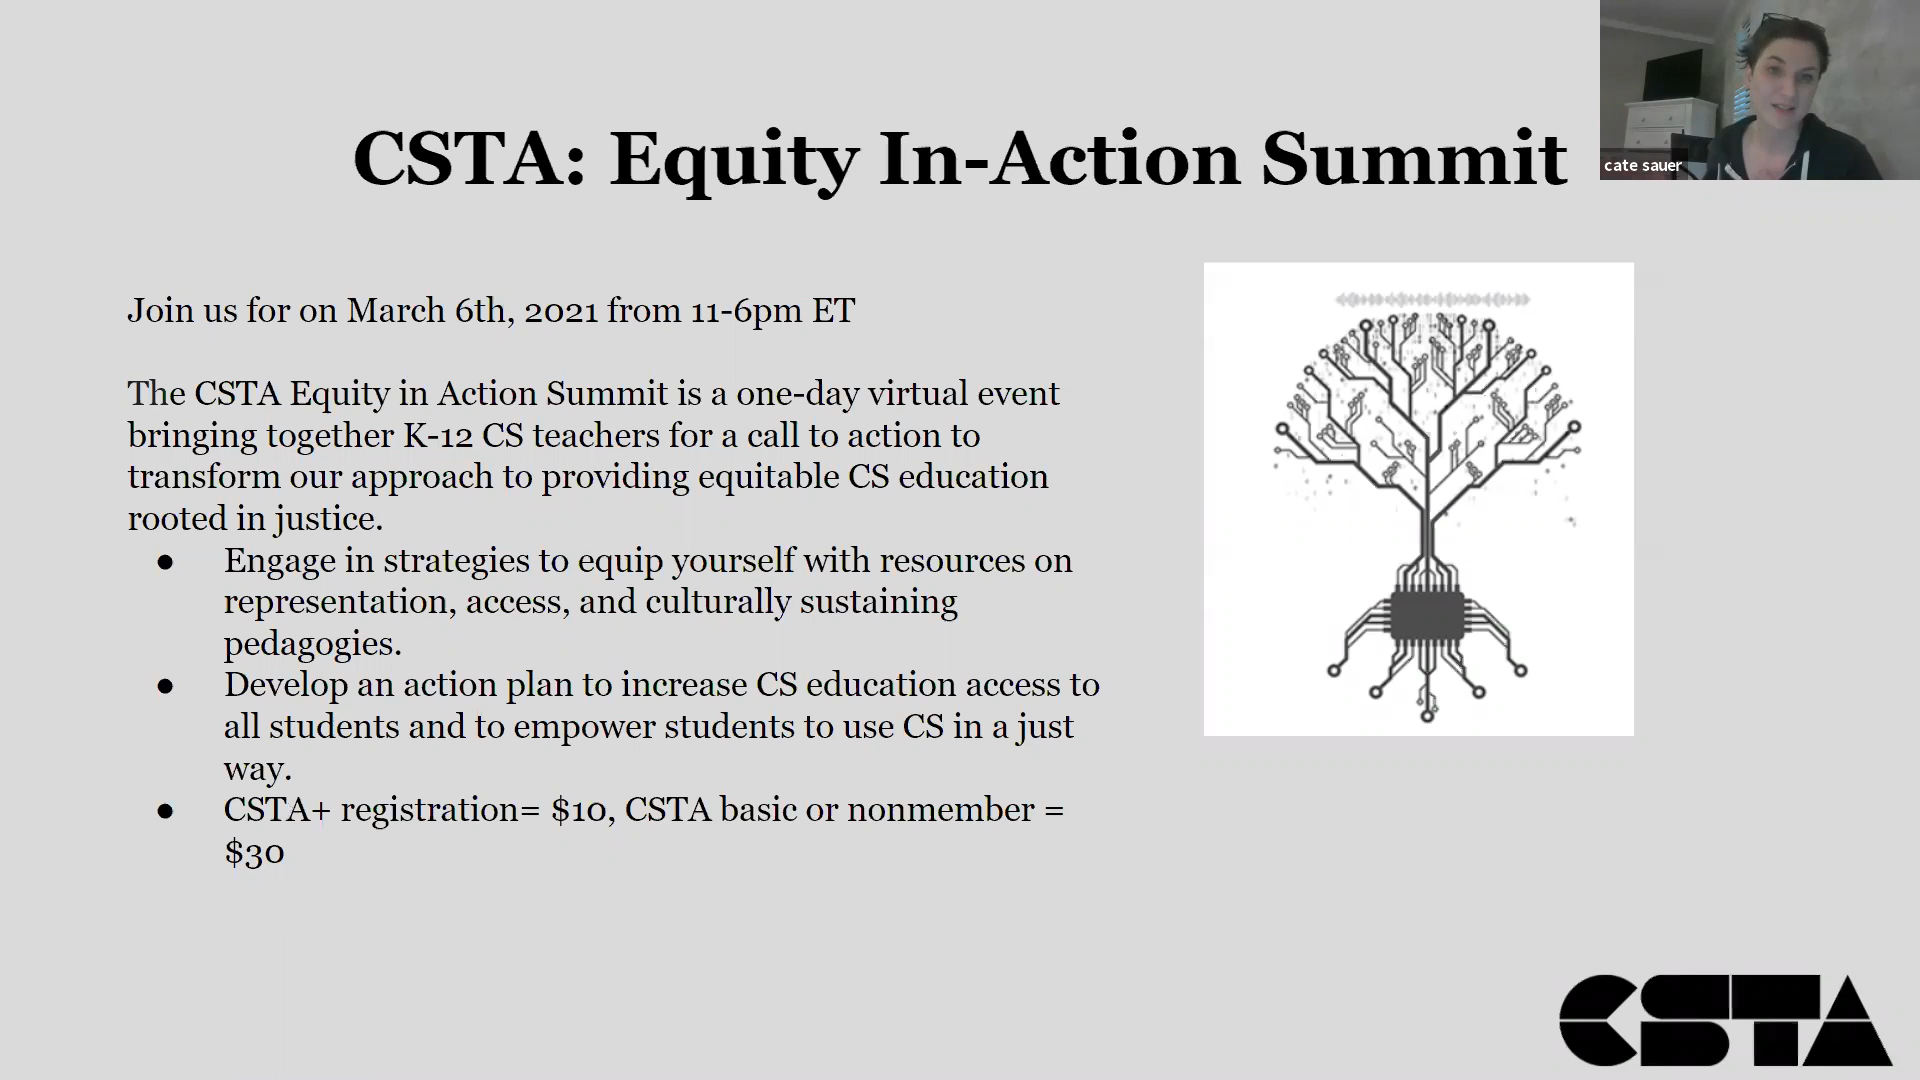 CSTA: Equity In-Action Summit
cate sauer
Join us for on March 6th, 2021 from 11-6pm ET
The CSTA Equity in Action Summit is a one-day virtual event
bringing together K-12 CS teachers for a call to action to
transform our approach to providing equitable CS education
rooted in justice.
● Engage in strategies to equip yourself with resources on
representation, access, and culturally sustaining
pedagogies.
● Develop an action plan to increase CS education access to
all students and to empower students to use CS in a just
way.
● CSTA+ registration= $10, CSTA basic or nonmember =
$30
CSTA